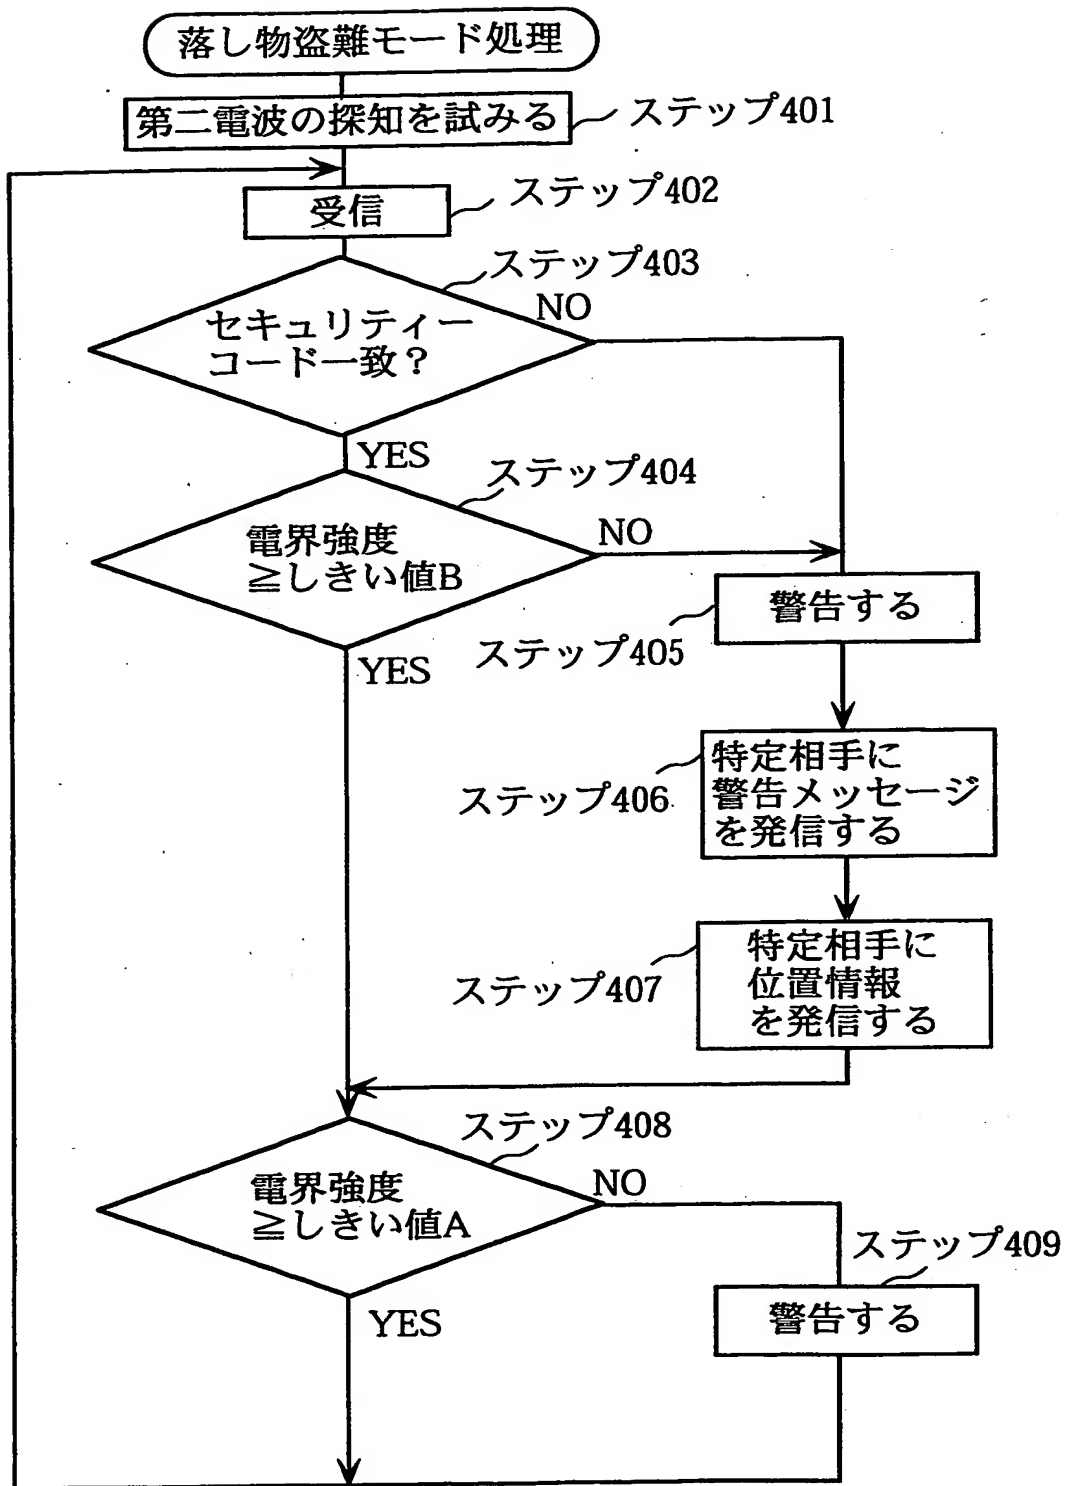 落し物盗難モード処理
第二電波の探知を試みる
ステップ401
ステップ402
受信
ステップ403
NO
セキュリティー
コード一致？
YES
ステップ404
NO
電界強度
≧しきい値B
警告する
ステップ405
YES
特定相手に
警告メッセージ
を発信する
ステップ406
特定相手に
位置情報
を発信する
ステップ407
ステップ408
NO
電界強度
≧しきい値A
ステップ409
警告する
YES